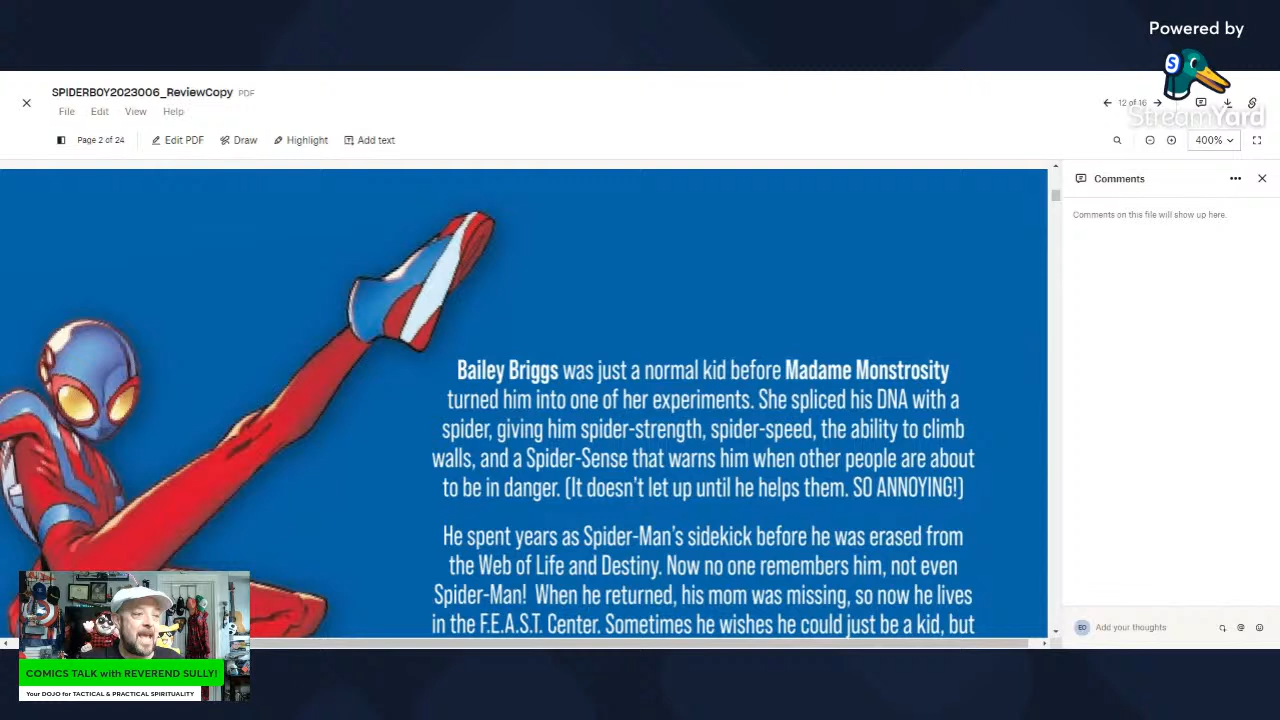 Powered by
S
StreamYard
SPIDERBOY2023006_ReviewCopy PDF
File Edit View Help
12 of 16
Page 2 of 24 Edit PDF Draw Highlight Add text
400%
Comments
Comments on this file will show up here.
Bailey Briggs was just a normal kid before Madame Monstrosity
turned him into one of her experiments. She spliced his DNA with a
spider, giving him spider-strength, spider-speed, the ability to climb
walls, and a Spider-Sense that warns him when other people are about
to be in danger. (It doesn't let up until he helps them. SO ANNOYING!)
He spent years as Spider-Man's sidekick before he was erased from
the Web of Life and Destiny. Now no one remembers him, not even
Spider-Man! When he returned, his mom was missing, so now he lives
in the F.E.A.S.T. Center. Sometimes he wishes he could just be a kid, but
EO Add your thoughts @
COMICS TALK with REVEREND SULLY!
Your DOJO for TACTICAL & PRACTICAL SPIRITUALITY